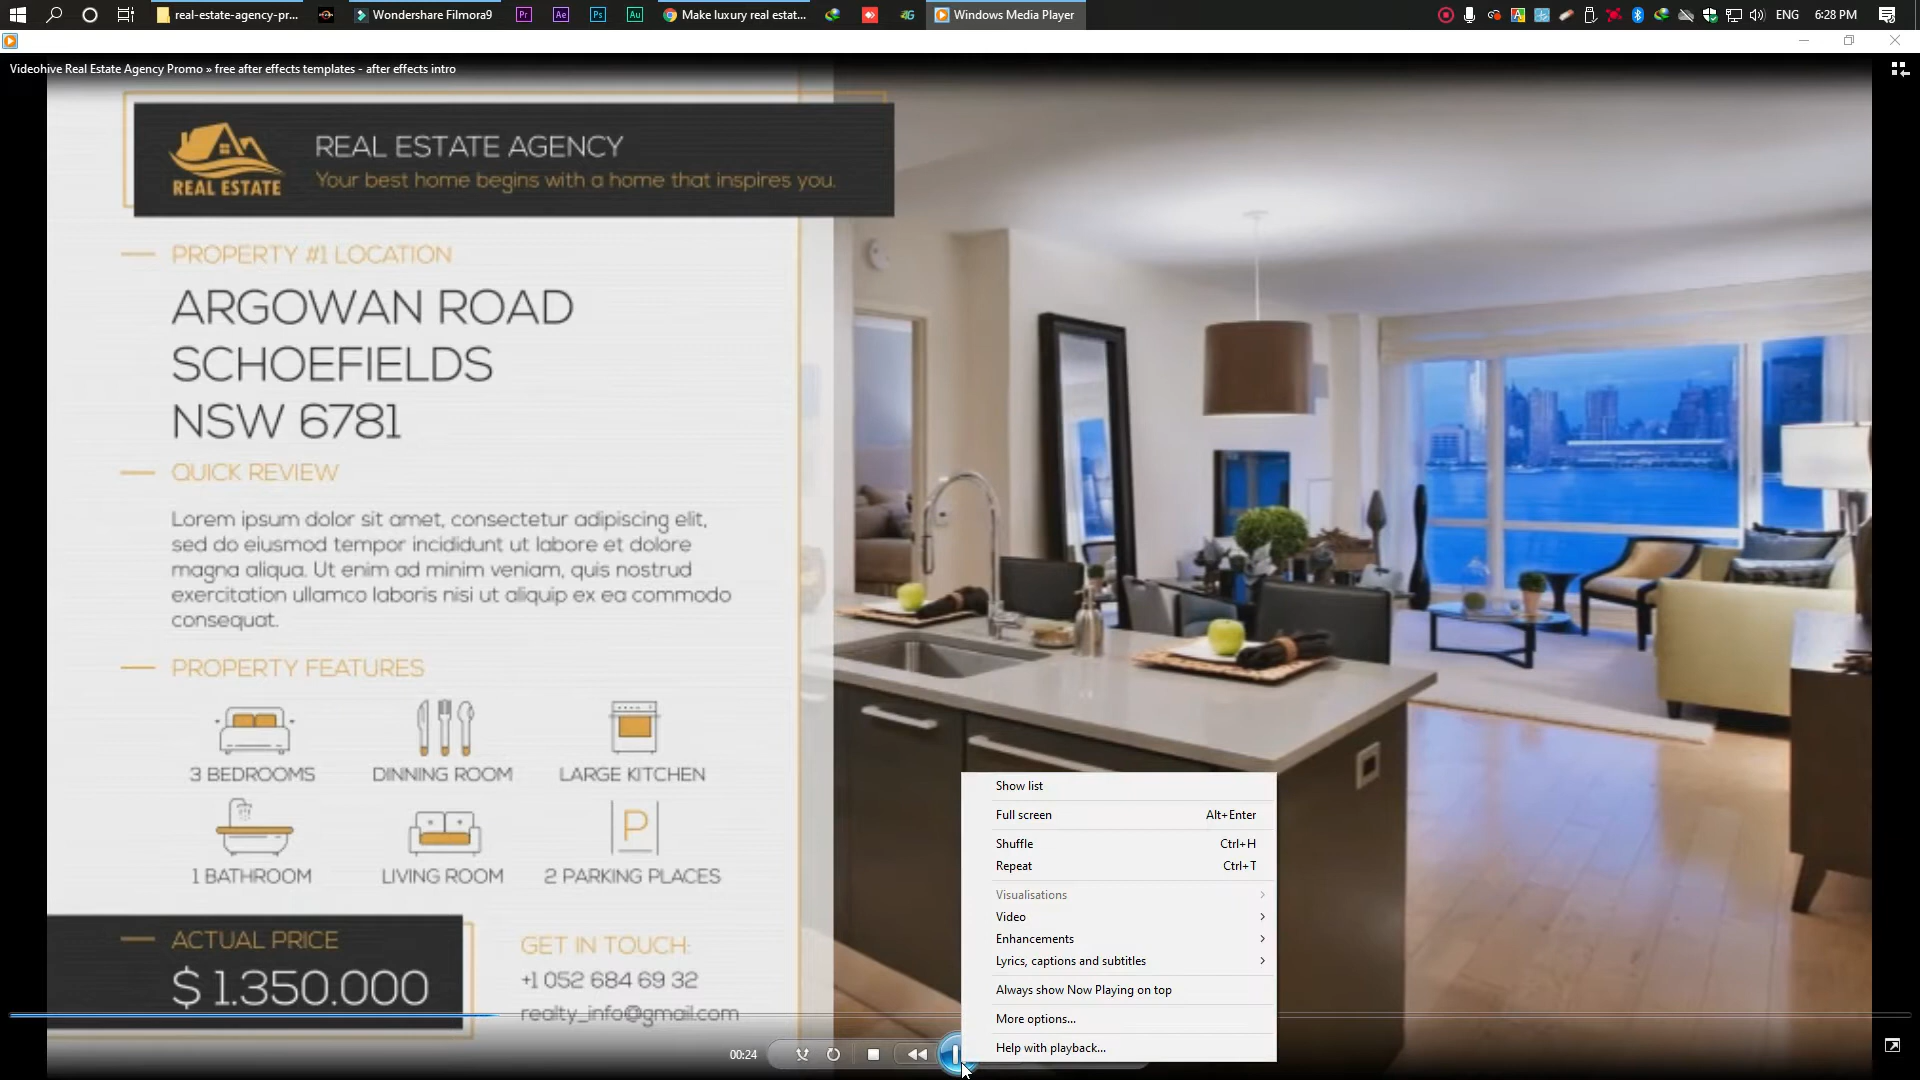 real-estate-agency-pr...
Wondershare Filmora9
Pr
Ae
Ps
Au
Make luxury real estat...
Windows Media Player
ENG
6:28 PM
Videohive Real Estate Agency Promo » free after effects templates - after effects intro
REAL ESTATE
REAL ESTATE AGENCY
Your best home begins with a home that inspires you.
PROPERTY #1 LOCATION
ARGOWAN ROAD
SCHOEFIELDS
NSW 6781
QUICK REVIEW
Lorem ipsum dolor sit amet, consectetur adipiscing elit,
sed do eiusmod tempor incididunt ut labore et dolore
magna aliqua. Ut enim ad minim veniam, quis nostrud
exercitation ullamco laboris nisi ut aliquip ex ea commodo
consequat.
PROPERTY FEATURES
3 BEDROOMS
DINNING ROOM
LARGE KITCHEN
P
1 BATHROOM
LIVING ROOM
2 PARKING PLACES
ACTUAL PRICE
$ 1.350.000
GET IN TOUCH:
+1 052 684 69 32
realty_info@gmail.com
Show list
Full screen Alt+Enter
Shuffle Ctrl+H
Repeat Ctrl+T
Visualisations
Video
Enhancements
Lyrics, captions and subtitles
Always show Now Playing on top
More options...
Help with playback...
00:24